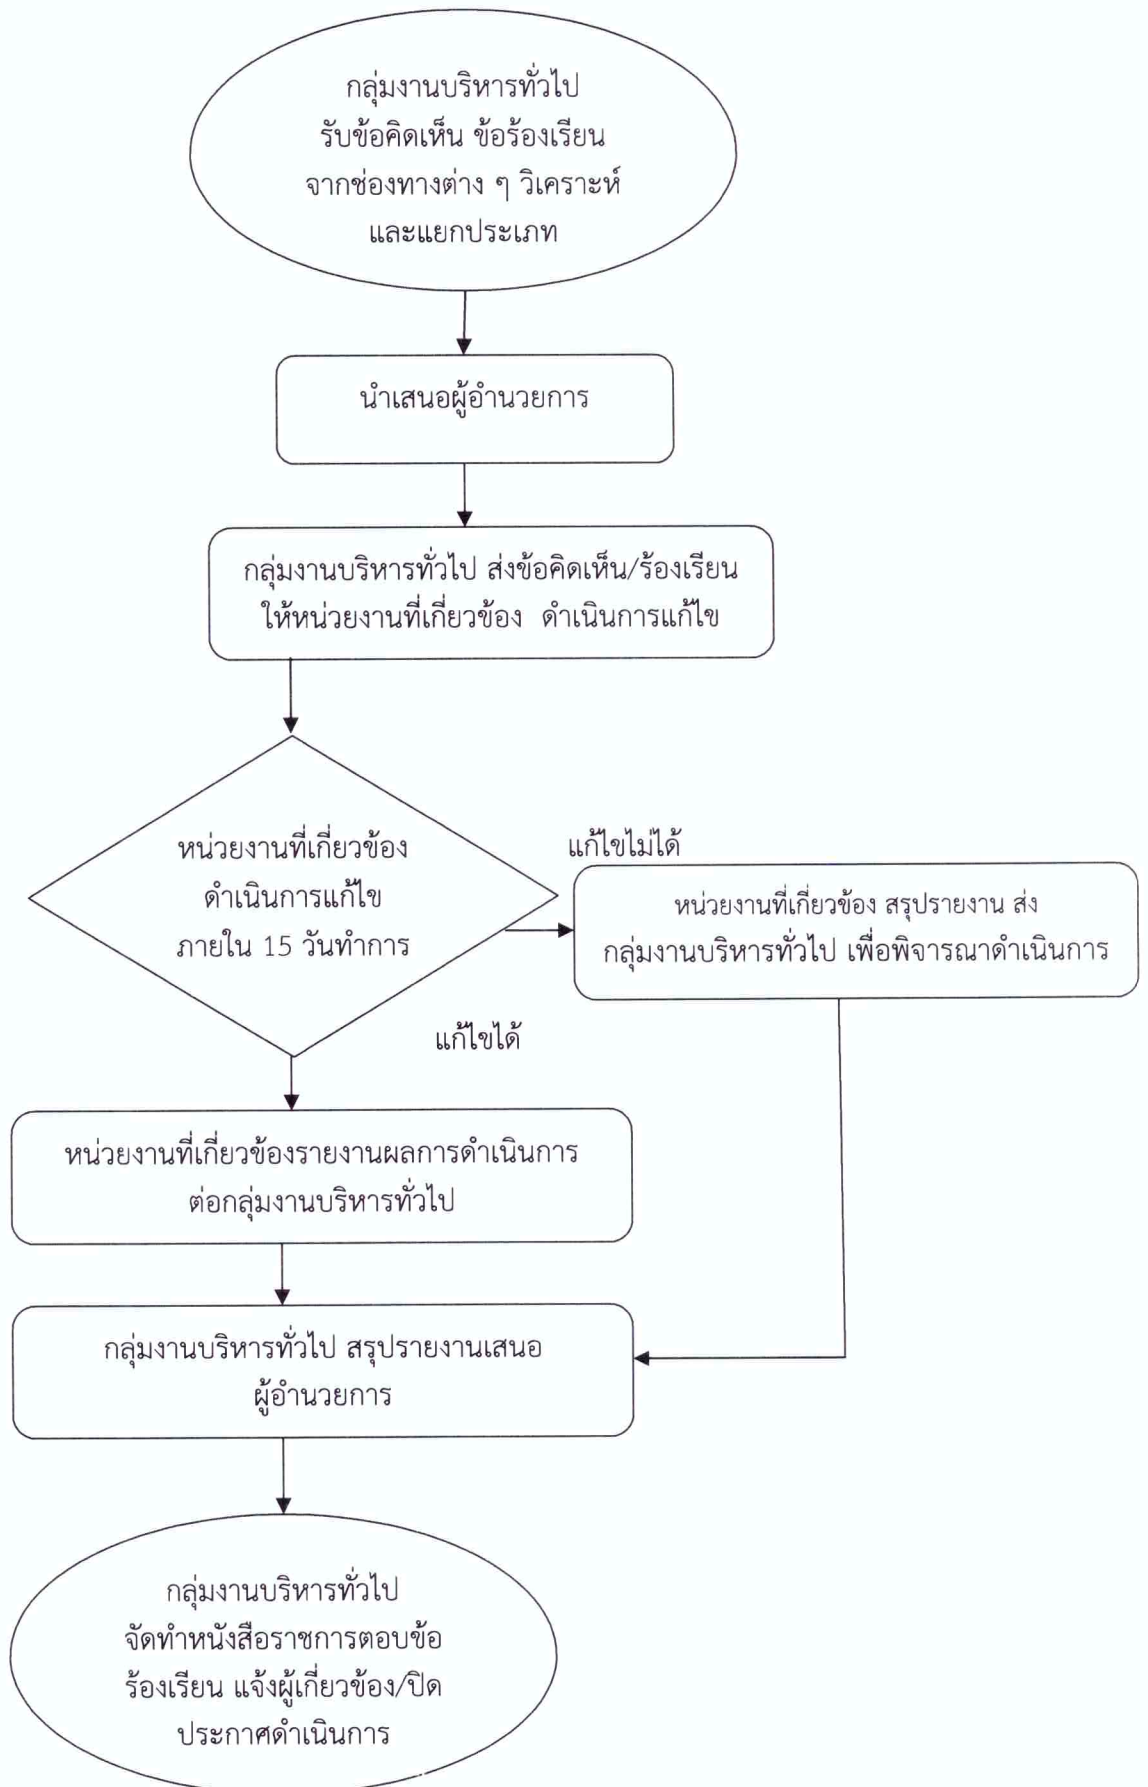 กลุ่มงานบริหารทั่วไป
รับข้อคิดเห็น ข้อร้องเรียน
จากช่องทางต่าง ๆ วิเคราะห์
และแยกประเภท
นำเสนอผู้อำนวยการ
กลุ่มงานบริหารทั่วไป ส่งข้อคิดเห็น/ร้องเรียน
ให้หน่วยงานที่เกี่ยวข้อง ดำเนินการแก้ไข
หน่วยงานที่เกี่ยวข้อง
ดำเนินการแก้ไข
ภายใน 15 วันทำการ
แก้ไขไม่ได้
หน่วยงานที่เกี่ยวข้อง สรุปรายงาน ส่ง
กลุ่มงานบริหารทั่วไป เพื่อพิจารณาดำเนินการ
แก้ไขได้
หน่วยงานที่เกี่ยวข้องรายงานผลการดำเนินการ
ต่อกลุ่มงานบริหารทั่วไป
กลุ่มงานบริหารทั่วไป สรุปรายงานเสนอ
ผู้อำนวยการ
กลุ่มงานบริหารทั่วไป
จัดทำหนังสือราชการตอบข้อ
ร้องเรียน แจ้งผู้เกี่ยวข้อง/ปิด
ประกาศดำเนินการ